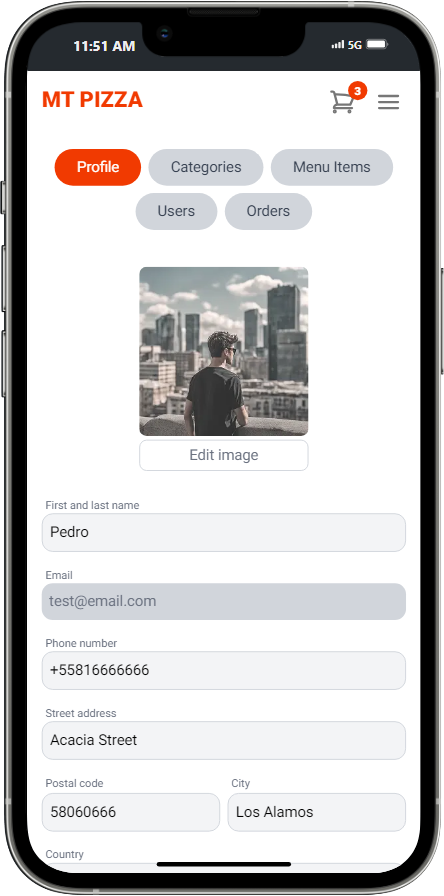 11:51 AM 5G
MT PIZZA 3
Profile Categories Menu Items
Users Orders
Edit image
First and last name
Pedro
Email
test@email.com
Phone number
+55816666666
Street address
Acacia Street
Postal code City
58060666 Los Alamos
Country